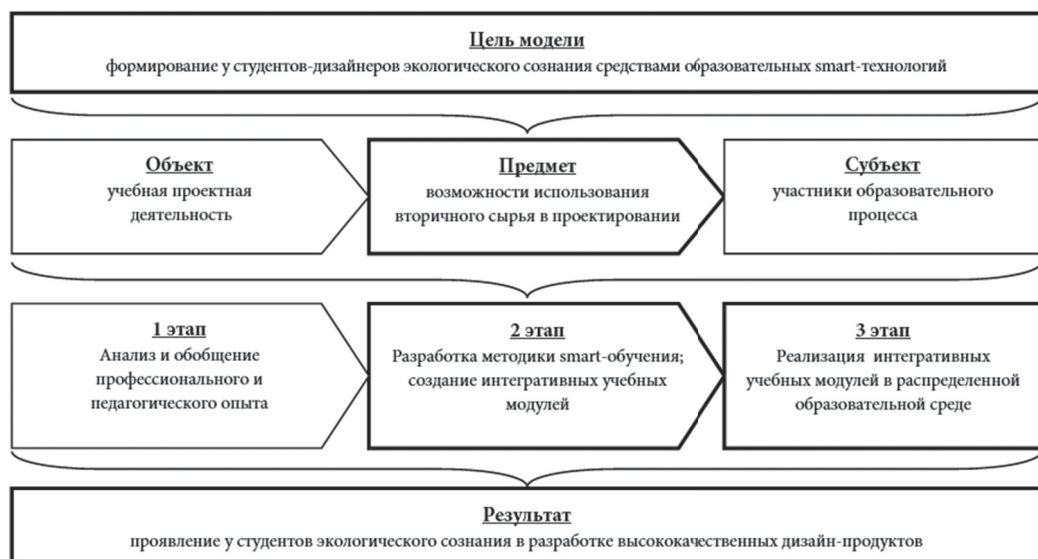 Цель модели
формирование у студентов-дизайнеров экологического сознания средствами образовательных smart-технологий
Объект
учебная проектная
деятельность
Предмет
возможности использования
вторичного сырья в проектировании
Субъект
участники образовательного
процесса
1 этап
Анализ и обобщение
профессионального и
педагогического опыта
2 этап
Разработка методики smart-обучения;
создание интегративных учебных
модулей
3 этап
Реализация интегративных
учебных модулей в распределенной
образовательной среде
Результат
проявление у студентов экологического сознания в разработке высококачественных дизайн-продуктов